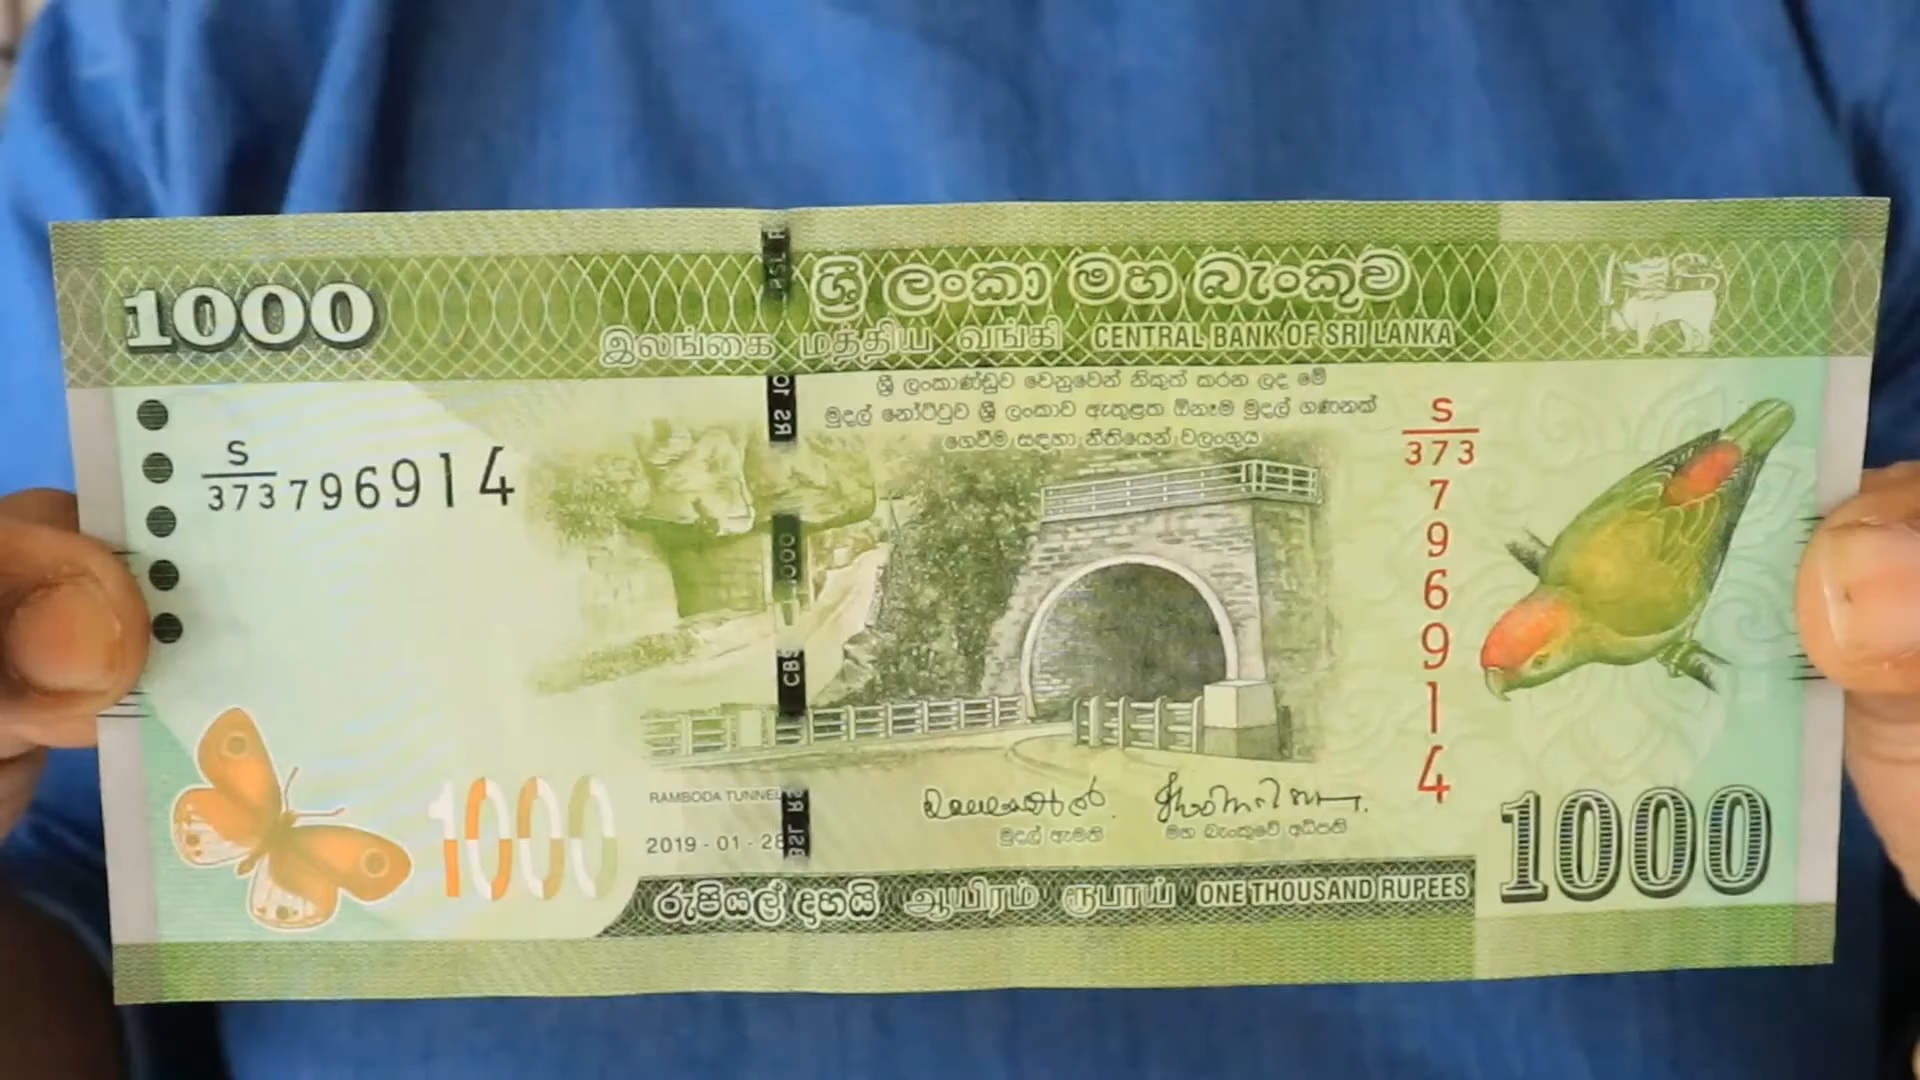 1000
ශ්‍රී ලංකා මහ බැංකුව
இலங்கை மத்திய வங்கி CENTRAL BANK OF SRI LANKA
ශ්‍රී ලංකාණ්ඩුව වෙනුවෙන් නිකුත් කරන ලද මේ
මුදල් නෝට්ටුව ශ්‍රී ලංකාව ඇතුළත ඕනෑම මුදල් ගණනක්
ගෙවීම සඳහා නීතියෙන් වලංගුය
S/373 796914
S/373 796914
1000
RAMBODA TUNNEL
2019 - 01 - 28
මුදල් ඇමති
මහ බැංකුවේ අධිපති
රුපියල් දහයි ஆயிரம் ரூபாய் ONE THOUSAND RUPEES
1000